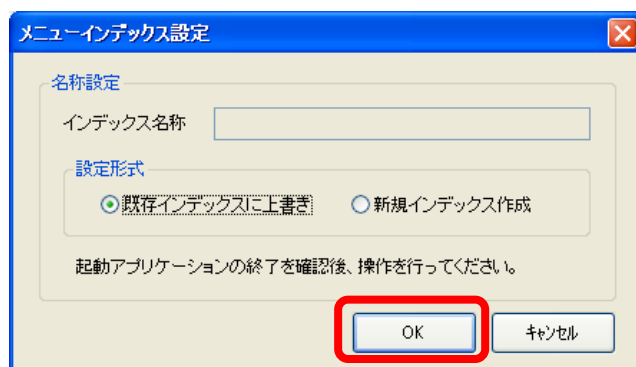 メニューインデックス設定
名称設定
インデックス名称
設定形式
既存インデックスに上書き 新規インデックス作成
起動アプリケーションの終了を確認後、操作を行ってください。
OK キャンセル